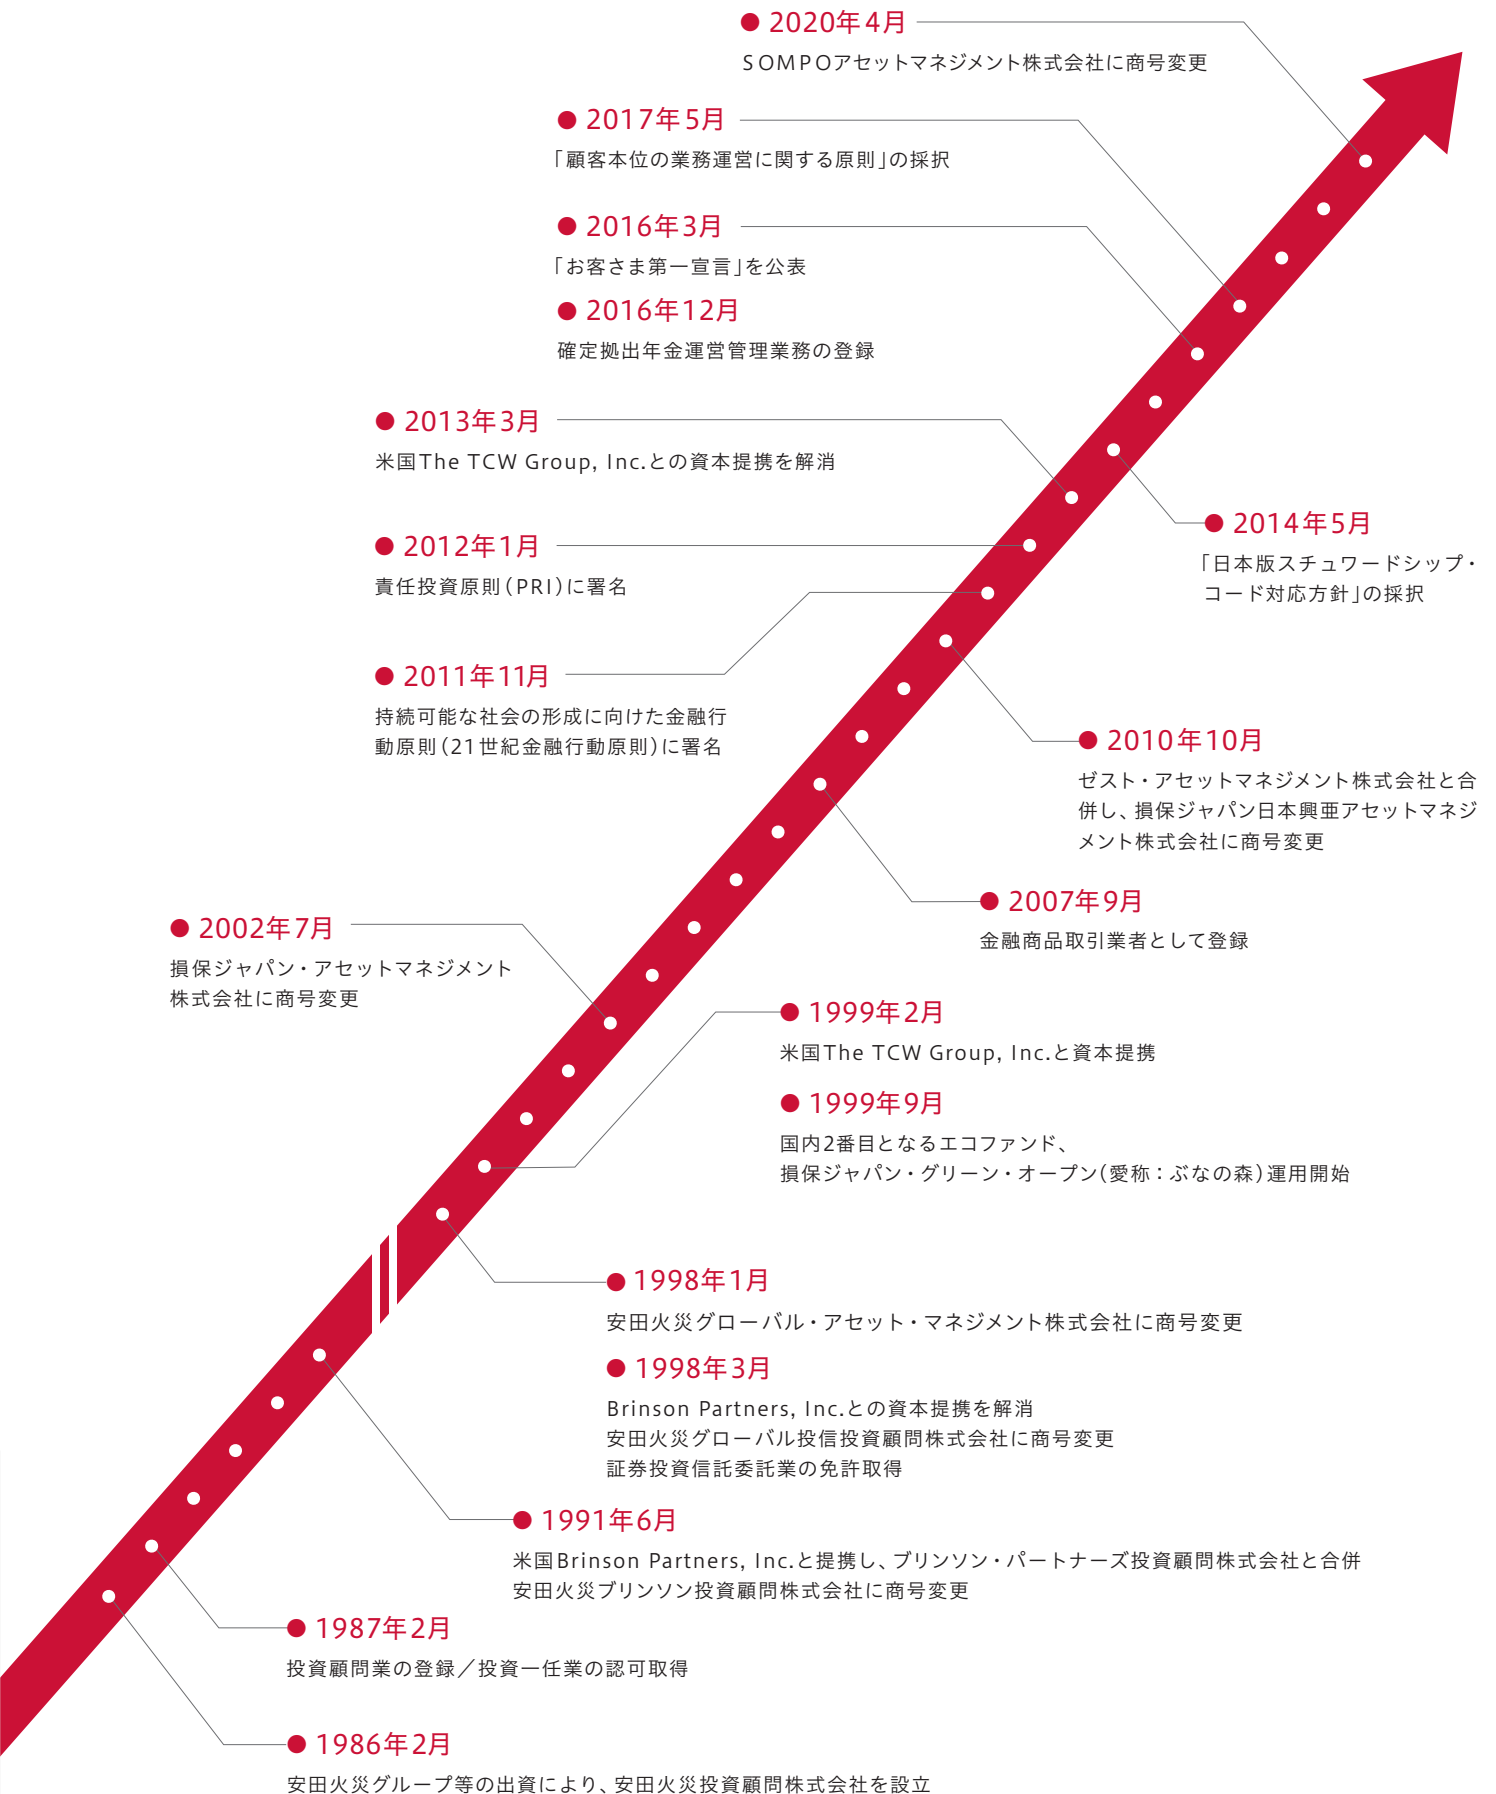 2020年4月
SOMPOアセットマネジメント株式会社に商号変更
2017年5月
「顧客本位の業務運営に関する原則」の採択
2016年3月
「お客さま第一宣言」を公表
2016年12月
確定拠出年金運営管理業務の登録
2013年3月
米国The TCW Group, Inc.との資本提携を解消
2014年5月
「日本版スチュワードシップ・
コード対応方針」の採択
2012年1月
責任投資原則（PRI）に署名
2011年11月
持続可能な社会の形成に向けた金融行
動原則（21世紀金融行動原則）に署名
2010年10月
ゼスト・アセットマネジメント株式会社と合
併し、損保ジャパン日本興亜アセットマネジ
メント株式会社に商号変更
2007年9月
金融商品取引業者として登録
2002年7月
損保ジャパン・アセットマネジメント
株式会社に商号変更
1999年2月
米国The TCW Group, Inc.と資本提携
1999年9月
国内2番目となるエコファンド、
損保ジャパン・グリーン・オープン（愛称：ぶなの森）運用開始
1998年1月
安田火災グローバル・アセット・マネジメント株式会社に商号変更
1998年3月
Brinson Partners, Inc.との資本提携を解消
安田火災グローバル投信投資顧問株式会社に商号変更
証券投資信託委託業の免許取得
1991年6月
米国Brinson Partners, Inc.と提携し、ブリンソン・パートナーズ投資顧問株式会社と合併
安田火災ブリンソン投資顧問株式会社に商号変更
1987年2月
投資顧問業の登録／投資一任業の認可取得
1986年2月
安田火災グループ等の出資により、安田火災投資顧問株式会社を設立